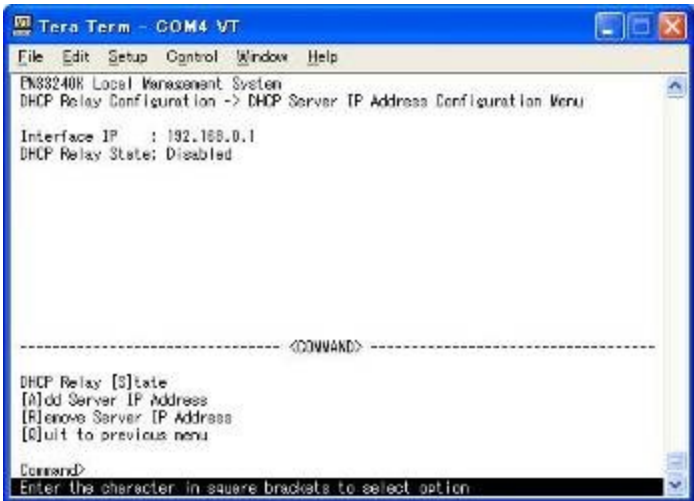 Tera Term - COM4 VT
File Edit Setup Control Window Help
Local Management System
DHCP Relay Configuration -> DHCP Server IP Address Configuration Menu
Interface IP : 192.168.0.1
DHCP Relay State: Disabled
<COMMAND>
DHCP Relay [S]tate
[A]dd Server IP Address
[R]emove Server IP Address
[Q]uit to previous menu
Command>
Enter the character in square brackets to select option